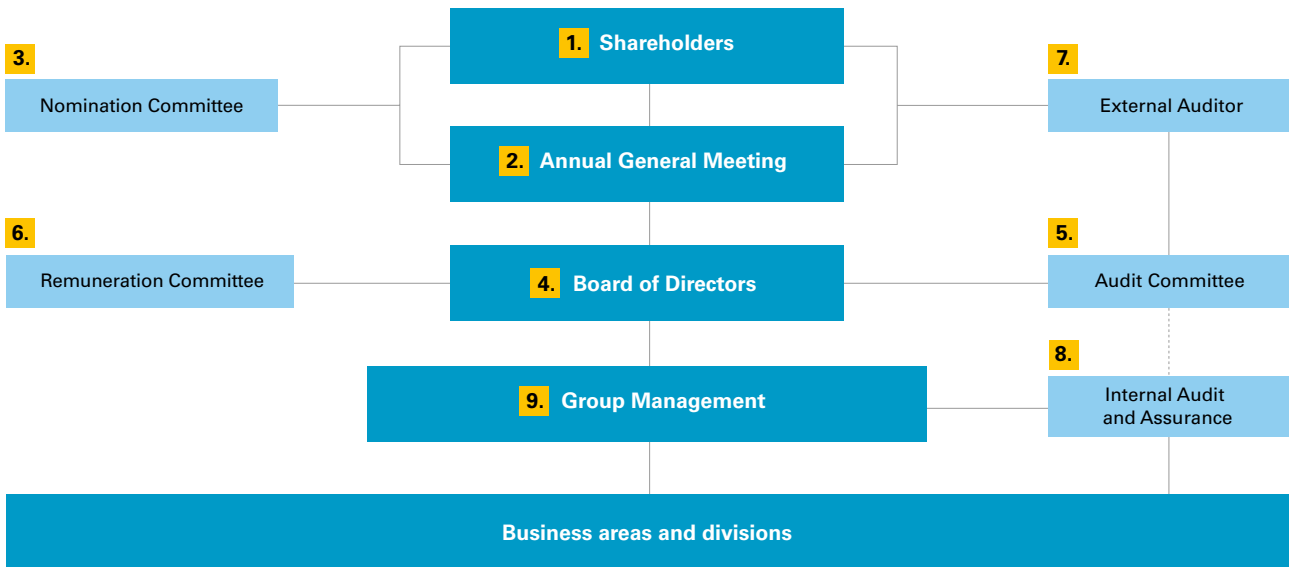 1. Shareholders
3.
Nomination Committee
7.
External Auditor
2. Annual General Meeting
6.
Remuneration Committee
4. Board of Directors
5.
Audit Committee
8.
Internal Audit
and Assurance
9. Group Management
Business areas and divisions